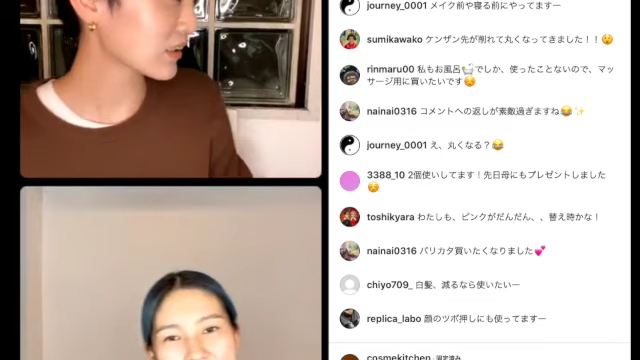 journey_0001 メイク前や寝る前にやってますー
sumikawako ケンザン先が削れて丸くなってきました！！😲
rinmaru00 私もお風呂🛀でしか、使ったことないので、マッ
サージ用に買いたいです😌
nainai0316 コメントへの返しが素敵過ぎますね😂✨
journey_0001 え、丸くなる？😂
3388_10 2個使いしてます！先日母にもプレゼントしました
😌
toshikyara わたしも、ピンクがだんだん、、替え時かな！
nainai0316 バリカタ買いたくなりました💕
chiyo709_ 白髪、減るなら使いたいー
replica_labo 顔のツボ押しにも使ってますー
cosmekitchen · 固定済み